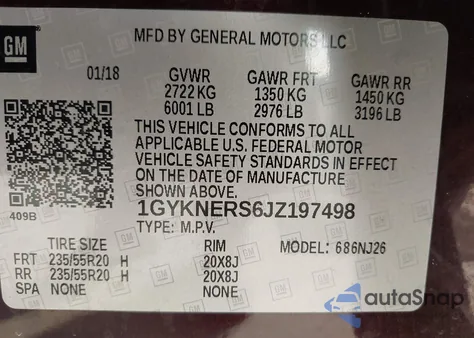 GM
MFD BY GENERAL MOTORS LLC
01/18 GVWR GAWR FRT GAWR RR
2722 KG 1350 KG 1450 KG
6001 LB 2976 LB 3196 LB
THIS VEHICLE CONFORMS TO ALL
APPLICABLE U.S. FEDERAL MOTOR
VEHICLE SAFETY STANDARDS IN EFFECT
ON THE DATE OF MANUFACTURE
SHOWN ABOVE.
409B
1GYKNERS6JZ197498
TYPE: M.P.V. MODEL: 686NJ26
TIRE SIZE RIM
FRT 235/55R20 H 20X8J
RR 235/55R20 H 20X8J
SPA NONE NONE
autoSnap